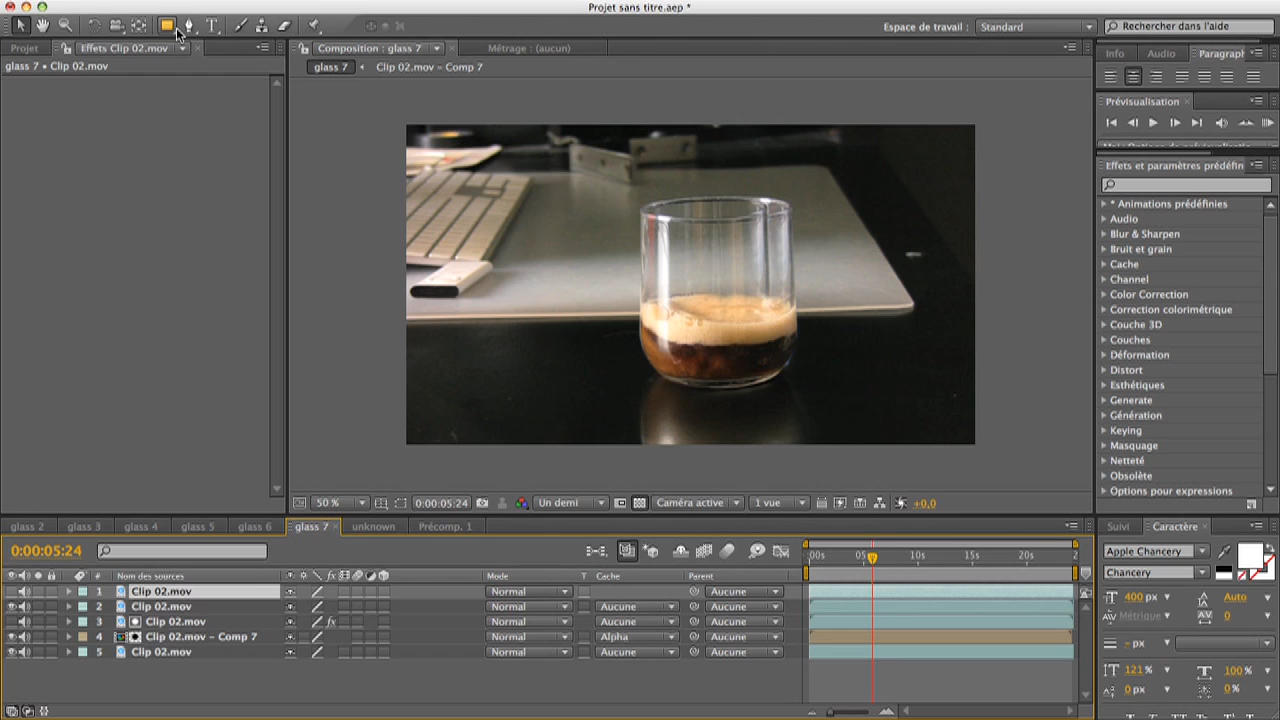 Projet sans titre.aep *
Espace de travail : Standard
Rechercher dans l'aide
Projet
Effets Clip 02.mov
Composition : glass 7
Métrage : (aucun)
Info
Audio
Paragraph
glass 7 • Clip 02.mov
glass 7
Clip 02.mov – Comp 7
Prévisualisation
Effets et paramètres prédéfin
* Animations prédéfinies
Audio
Blur & Sharpen
Bruit et grain
Cache
Channel
Color Correction
Correction colorimétrique
Couche 3D
Couches
Déformation
Distort
Esthétiques
Generate
Génération
Keying
Masquage
Netteté
Obsolète
Options pour expressions
50 %
0:00:05:24
Un demi
Caméra active
1 vue
+0,0
glass 2
glass 3
glass 4
glass 5
glass 6
glass 7
unknown
Précomp. 1
Suivi
Caractère
0:00:05:24
:00s
05
10s
15s
20s
2
Apple Chancery
Chancery
# Nom des sources
fx
Mode
T
Cache
Parent
1 Clip 02.mov
Normal
Aucune
2 Clip 02.mov
Normal
Aucune
Aucune
3 Clip 02.mov
fx
Normal
Aucune
Aucune
4 Clip 02.mov – Comp 7
Normal
Alpha
Aucune
5 Clip 02.mov
Normal
Aucune
Aucune
400 px
Auto
Métrique
0
– px
121 %
100 %
0 px
0 %